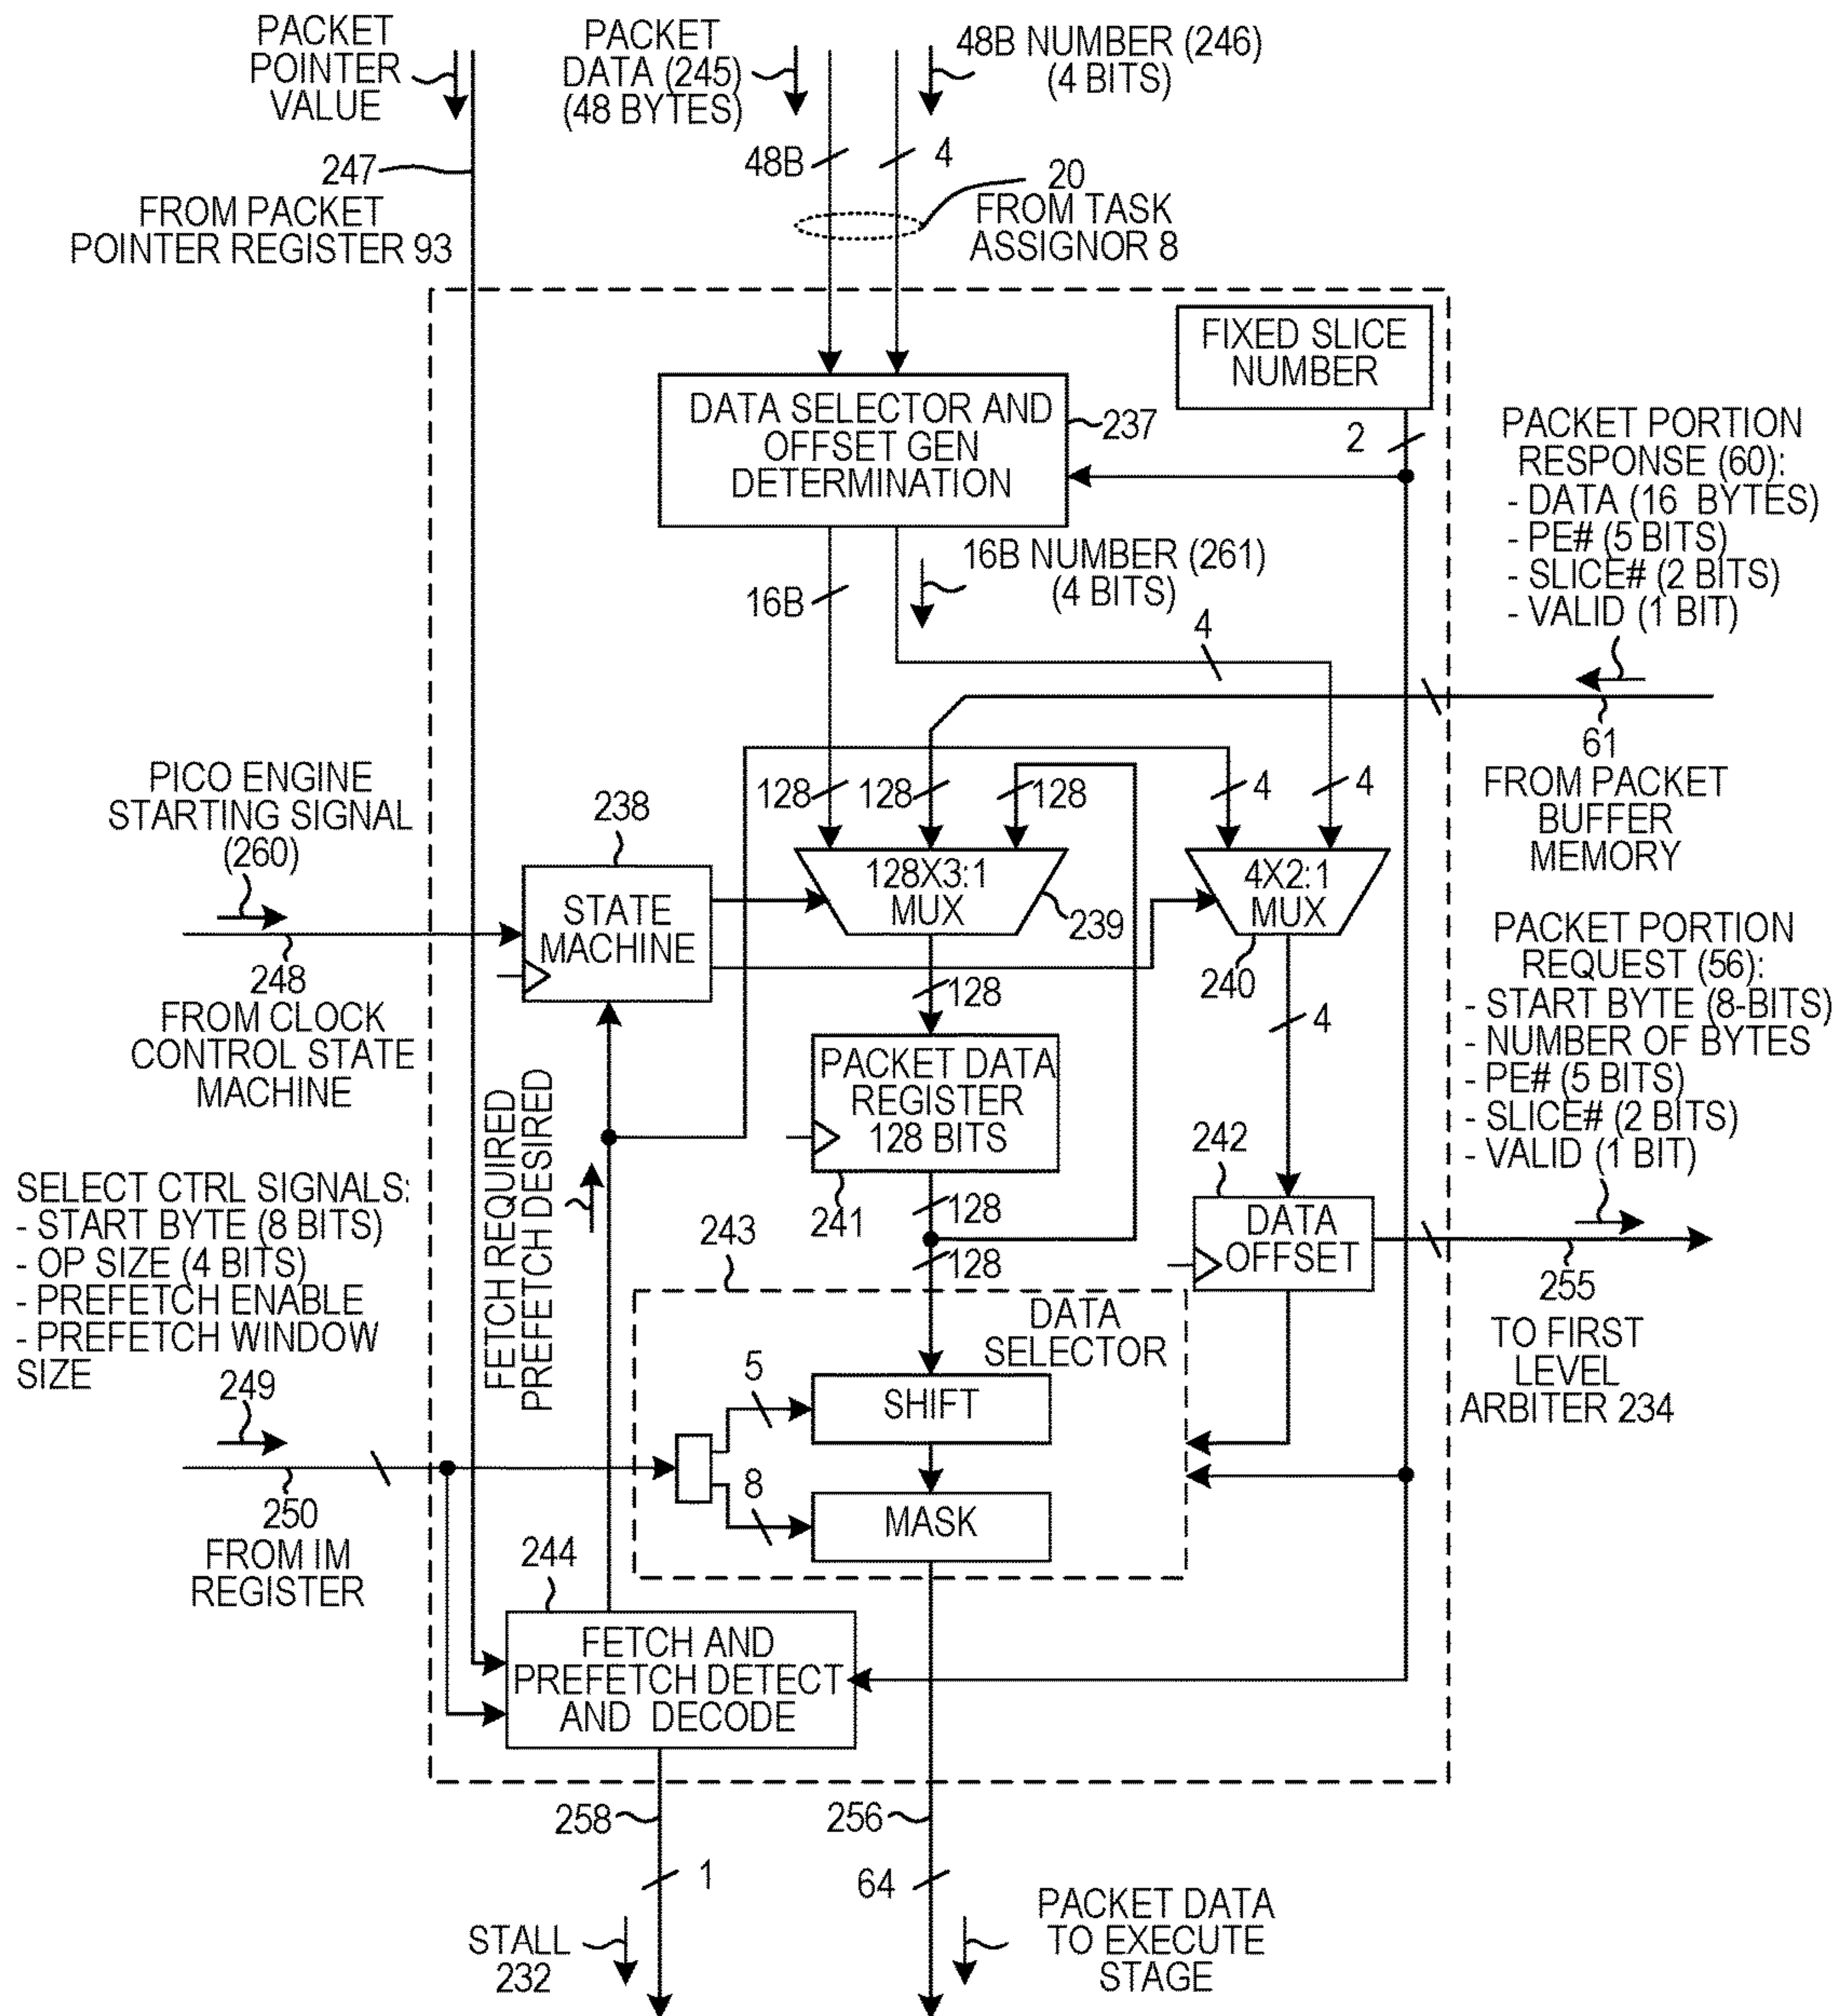 PACKET
POINTER
VALUE
247
FROM PACKET
POINTER REGISTER 93
PACKET
DATA (245)
(48 BYTES)
48B NUMBER (246)
(4 BITS)
48B
4
20
FROM TASK
ASSIGNOR 8
FIXED SLICE
NUMBER
2
DATA SELECTOR AND
OFFSET GEN
DETERMINATION
237
PACKET PORTION
RESPONSE (60):
- DATA (16 BYTES)
- PE# (5 BITS)
- SLICE# (2 BITS)
- VALID (1 BIT)
16B
16B NUMBER (261)
(4 BITS)
4
61
FROM PACKET
BUFFER
MEMORY
PICO ENGINE
STARTING SIGNAL
(260)
248
FROM CLOCK
CONTROL STATE
MACHINE
238
STATE
MACHINE
128
128
128
4
4
128X3:1
MUX
239
4X2:1
MUX
240
128
4
PACKET PORTION
REQUEST (56):
- START BYTE (8-BITS)
- NUMBER OF BYTES
- PE# (5 BITS)
- SLICE# (2 BITS)
- VALID (1 BIT)
PACKET DATA
REGISTER
128 BITS
241
FETCH REQUIRED
PREFETCH DESIRED
128
128
242
DATA
OFFSET
255
TO FIRST
LEVEL
ARBITER 234
SELECT CTRL SIGNALS:
- START BYTE (8 BITS)
- OP SIZE (4 BITS)
- PREFETCH ENABLE
- PREFETCH WINDOW
SIZE
249
250
FROM IM
REGISTER
243
DATA
SELECTOR
5
SHIFT
8
MASK
244
FETCH AND
PREFETCH DETECT
AND DECODE
258
1
STALL
232
256
64
PACKET DATA
TO EXECUTE
STAGE